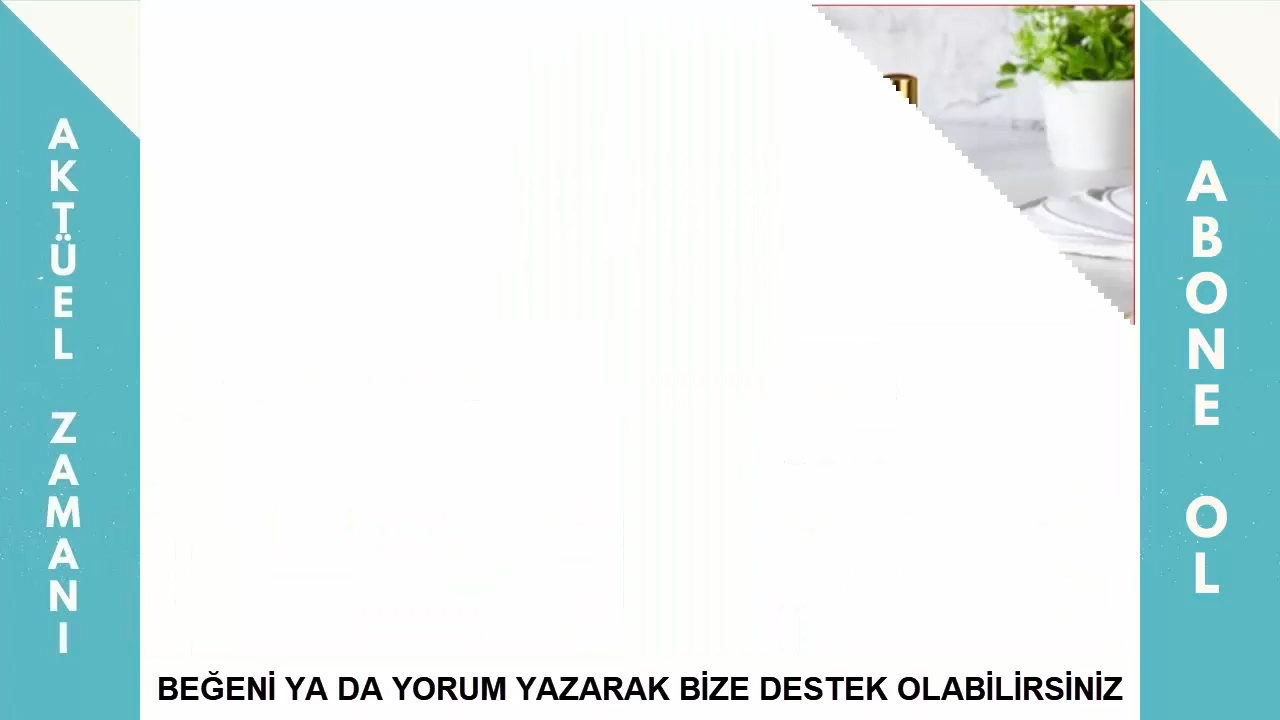 AKTÜEL ZAMANI
ABONE OL
BEĞENİ YA DA YORUM YAZARAK BİZE DESTEK OLABİLİRSİNİZ